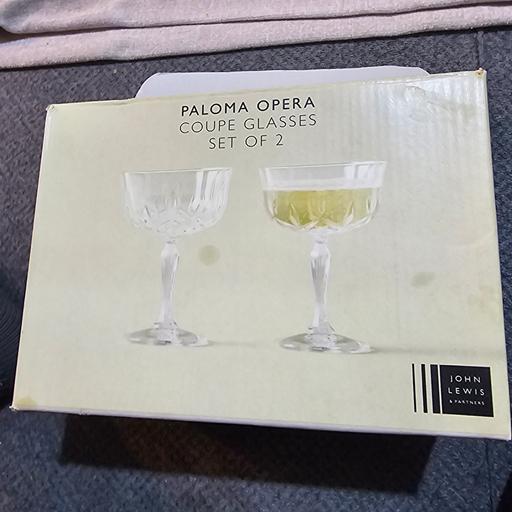 PALOMA OPERA
COUPE GLASSES
SET OF 2
JOHN
LEWIS
& PARTNERS